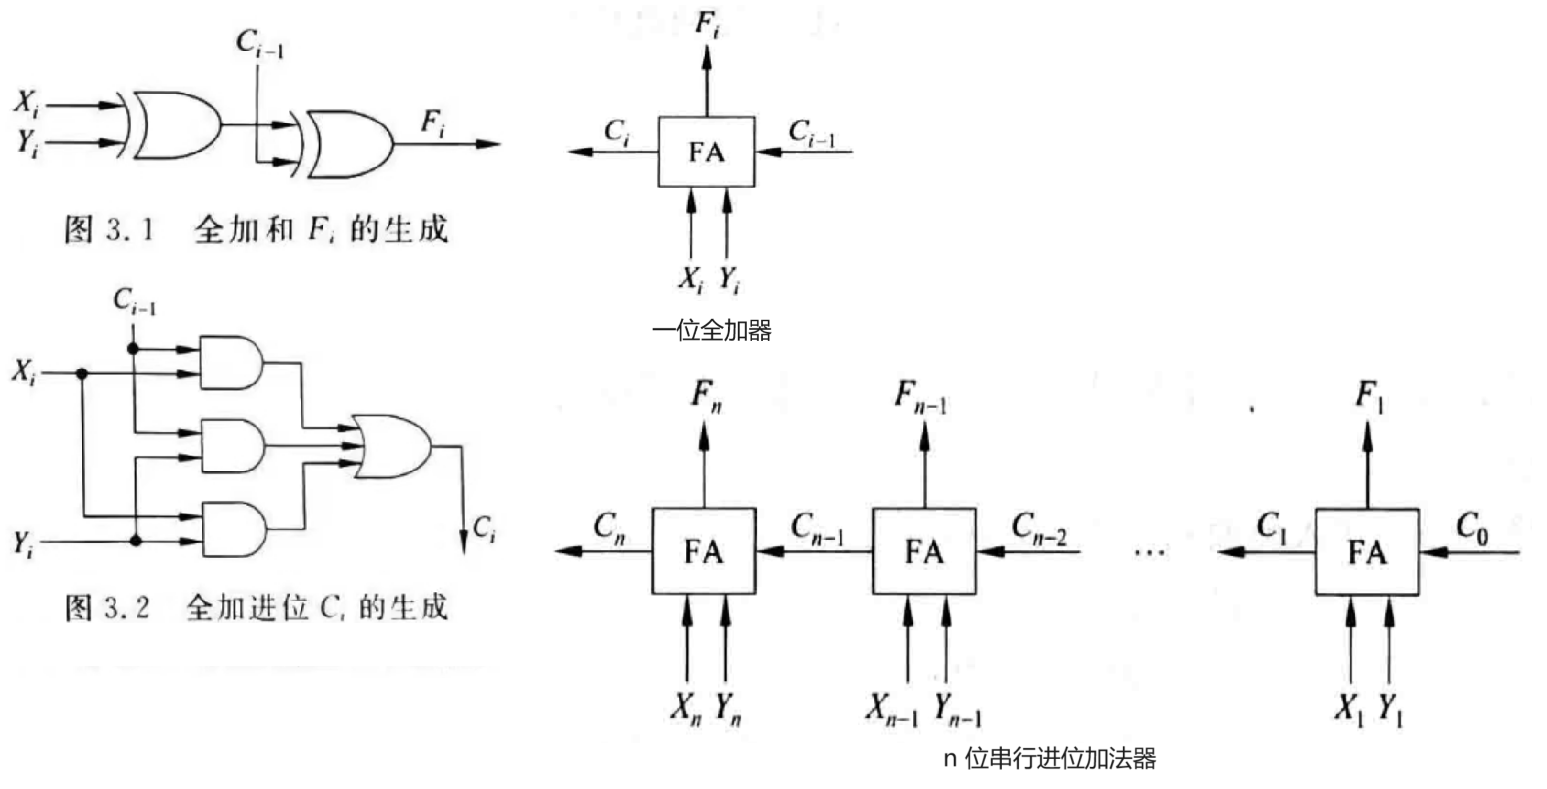 C_{i-1}
X_i
Y_i
F_i
图 3.1 全加和 F_i 的生成
F_i
C_i
FA
C_{i-1}
X_i Y_i
一位全加器
C_{i-1}
X_i
Y_i
C_i
图 3.2 全加进位 C_i 的生成
F_n F_{n-1} F_1
C_n FA C_{n-1} FA C_{n-2} … C_1 FA C_0
X_n Y_n X_{n-1} Y_{n-1} X_1 Y_1
n 位串行进位加法器